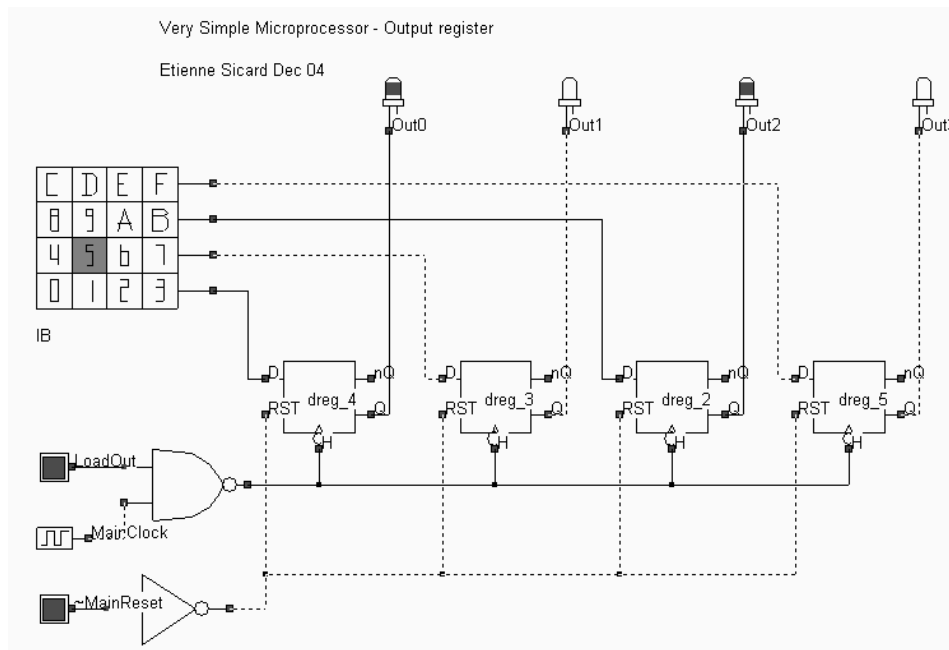 Very Simple Microprocessor - Output register
Etienne Sicard Dec 04
Out0 Out1 Out2
C D E F
8 9 A B
4 5 b 7
0 1 2 3
IB
D nQ D nQ D nQ D nQ
dreg_4 dreg_3 dreg_2 dreg_5
RST Q RST Q RST Q RST Q
H H H H
LoadOut
MainClock
~MainReset